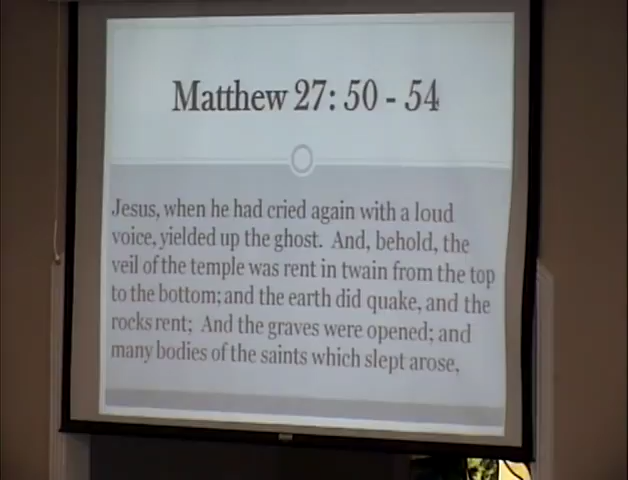 Matthew 27: 50 - 54
Jesus, when he had cried again with a loud
voice, yielded up the ghost. And, behold, the
veil of the temple was rent in twain from the top
to the bottom; and the earth did quake, and the
rocks rent; And the graves were opened; and
many bodies of the saints which slept arose,